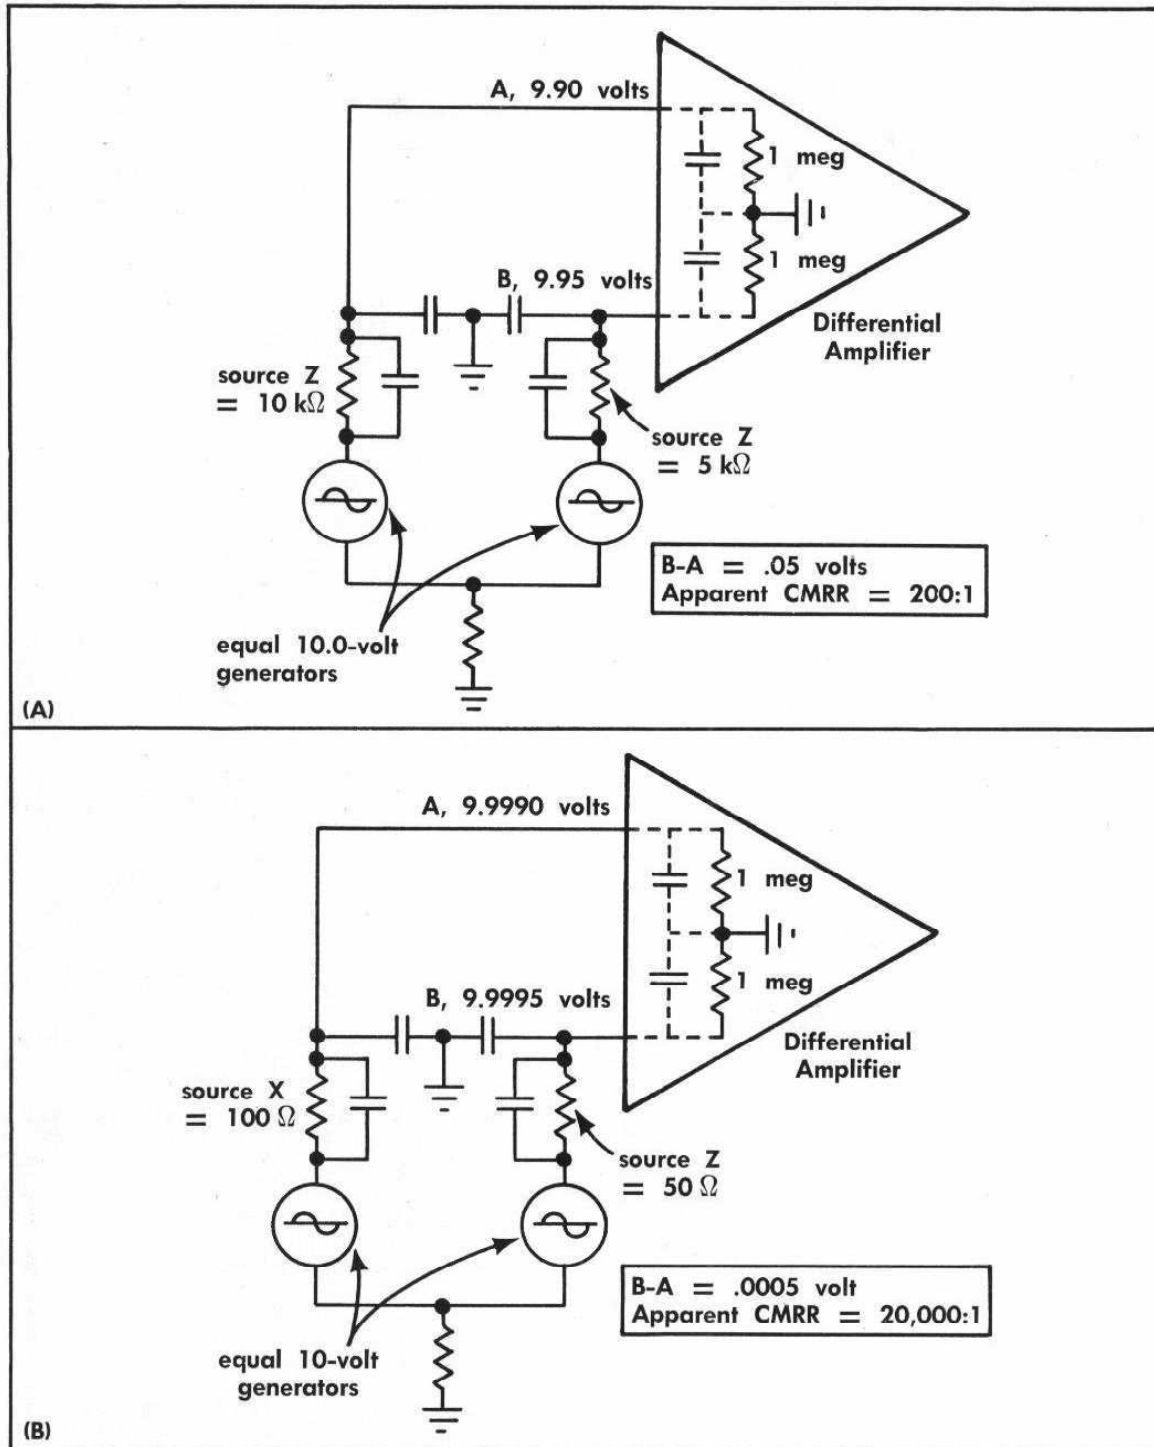 A, 9.90 volts
1 meg
1 meg
B, 9.95 volts
Differential
Amplifier
source Z
= 10 kΩ
source Z
= 5 kΩ
B-A = .05 volts
Apparent CMRR = 200:1
equal 10.0-volt
generators
(A)
A, 9.9990 volts
1 meg
1 meg
B, 9.9995 volts
Differential
Amplifier
source X
= 100 Ω
source Z
= 50 Ω
B-A = .0005 volt
Apparent CMRR = 20,000:1
equal 10-volt
generators
(B)